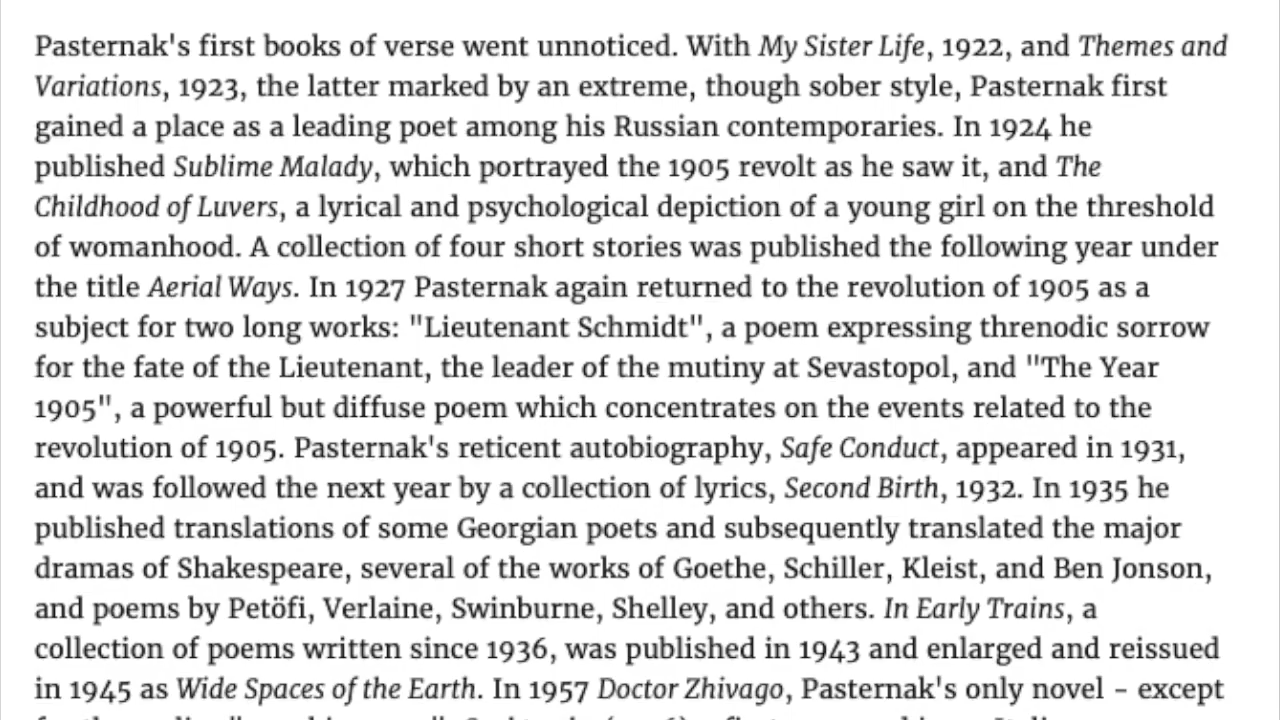 Pasternak's first books of verse went unnoticed. With My Sister Life, 1922, and Themes and
Variations, 1923, the latter marked by an extreme, though sober style, Pasternak first
gained a place as a leading poet among his Russian contemporaries. In 1924 he
published Sublime Malady, which portrayed the 1905 revolt as he saw it, and The
Childhood of Luvers, a lyrical and psychological depiction of a young girl on the threshold
of womanhood. A collection of four short stories was published the following year under
the title Aerial Ways. In 1927 Pasternak again returned to the revolution of 1905 as a
subject for two long works: "Lieutenant Schmidt", a poem expressing threnodic sorrow
for the fate of the Lieutenant, the leader of the mutiny at Sevastopol, and "The Year
1905", a powerful but diffuse poem which concentrates on the events related to the
revolution of 1905. Pasternak's reticent autobiography, Safe Conduct, appeared in 1931,
and was followed the next year by a collection of lyrics, Second Birth, 1932. In 1935 he
published translations of some Georgian poets and subsequently translated the major
dramas of Shakespeare, several of the works of Goethe, Schiller, Kleist, and Ben Jonson,
and poems by Petöfi, Verlaine, Swinburne, Shelley, and others. In Early Trains, a
collection of poems written since 1936, was published in 1943 and enlarged and reissued
in 1945 as Wide Spaces of the Earth. In 1957 Doctor Zhivago, Pasternak's only novel – except